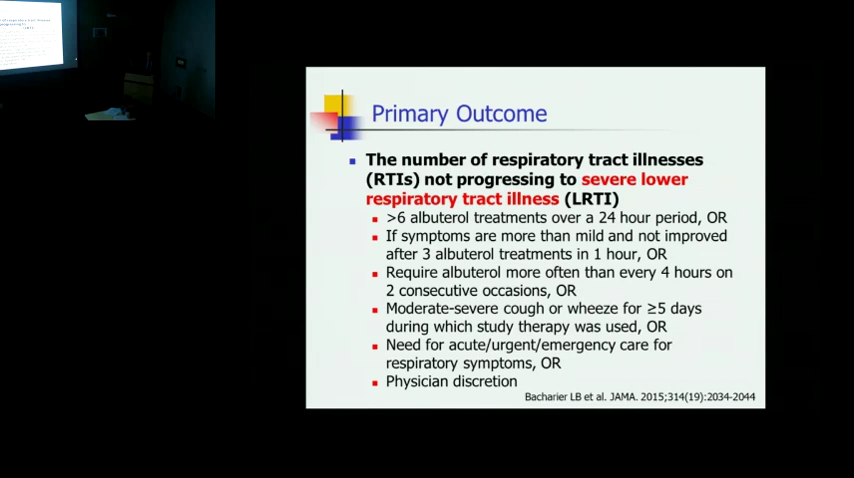 Primary Outcome
The number of respiratory tract illnesses
(RTIs) not progressing to severe lower
respiratory tract illness (LRTI)
>6 albuterol treatments over a 24 hour period, OR
If symptoms are more than mild and not improved
after 3 albuterol treatments in 1 hour, OR
Require albuterol more often than every 4 hours on
2 consecutive occasions, OR
Moderate-severe cough or wheeze for ≥5 days
during which study therapy was used, OR
Need for acute/urgent/emergency care for
respiratory symptoms, OR
Physician discretion
Bacharier LB et al. JAMA. 2015;314(19):2034-2044